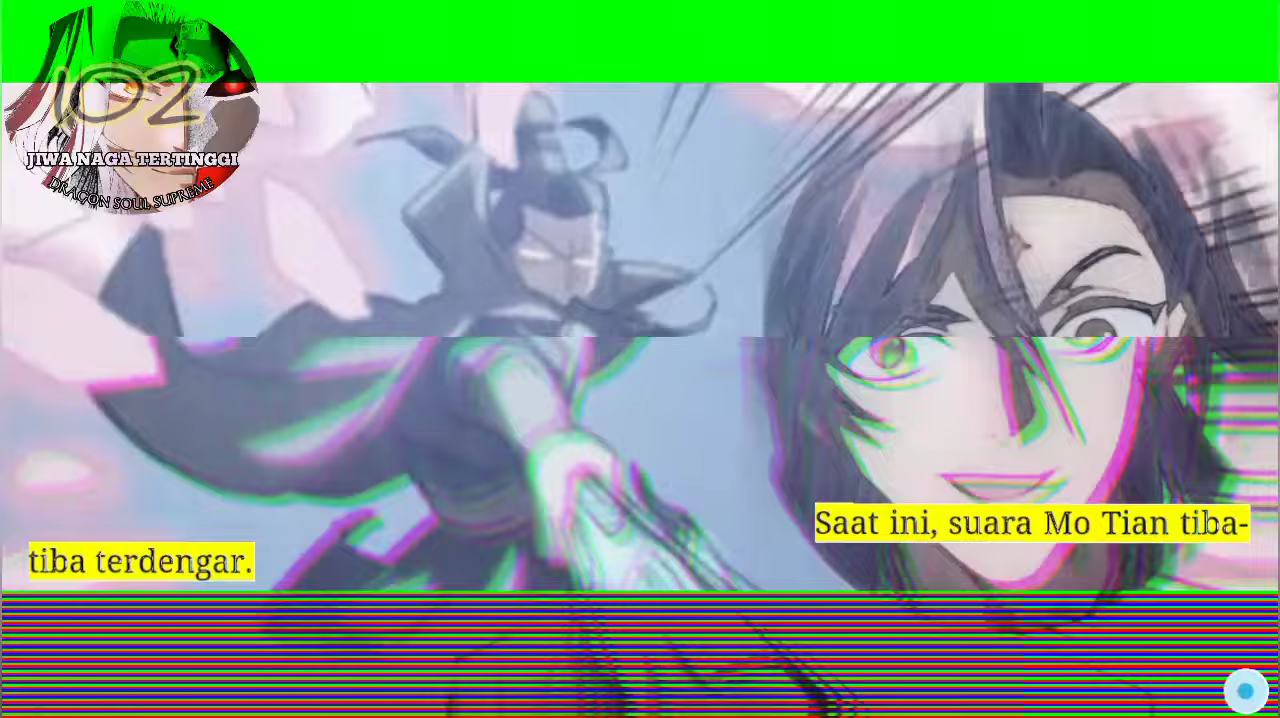 102
JIWA NAGA TERTINGGI
DRAGON SOUL SUPREME
Saat ini, suara Mo Tian tiba-
tiba terdengar.